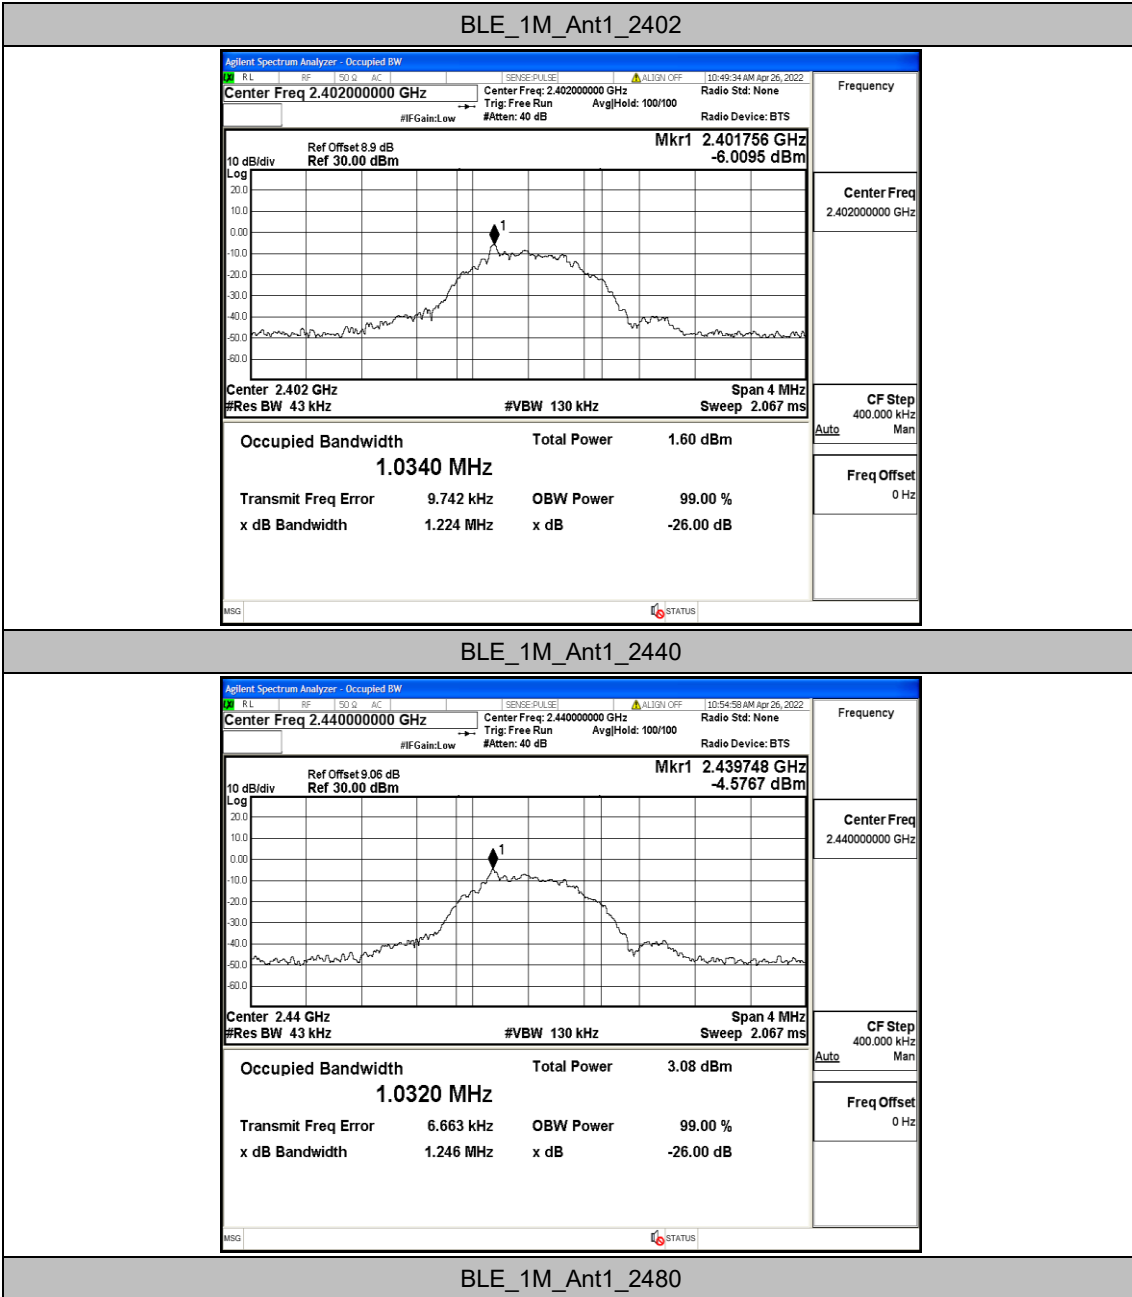 BLE_1M_Ant1_2402
Agilent Spectrum Analyzer - Occupied BW
LXI RL RF 50 Ω AC SENSE:PULSE ALIGN OFF 10:49:34 AM Apr 26, 2022
Center Freq 2.402000000 GHz
Center Freq: 2.402000000 GHz
Radio Std: None
Trig: Free Run Avg|Hold: 100/100
#IFGain:Low #Atten: 40 dB Radio Device: BTS
Frequency
Mkr1 2.401756 GHz
-6.0095 dBm
Ref Offset 8.9 dB
10 dB/div Ref 30.00 dBm
Log
20.0
10.0
0.00
-10.0
-20.0
-30.0
-40.0
-50.0
-60.0
1
Center 2.402 GHz Span 4 MHz
#Res BW 43 kHz #VBW 130 kHz Sweep 2.067 ms
Center Freq
2.402000000 GHz
CF Step
400.000 kHz
Auto Man
Freq Offset
0 Hz
Occupied Bandwidth Total Power 1.60 dBm
1.0340 MHz
Transmit Freq Error 9.742 kHz OBW Power 99.00 %
x dB Bandwidth 1.224 MHz x dB -26.00 dB
MSG STATUS
BLE_1M_Ant1_2440
Agilent Spectrum Analyzer - Occupied BW
LXI RL RF 50 Ω AC SENSE:PULSE ALIGN OFF 10:54:58 AM Apr 26, 2022
Center Freq 2.440000000 GHz
Center Freq: 2.440000000 GHz
Radio Std: None
Trig: Free Run Avg|Hold: 100/100
#IFGain:Low #Atten: 40 dB Radio Device: BTS
Frequency
Mkr1 2.439748 GHz
-4.5767 dBm
Ref Offset 9.06 dB
10 dB/div Ref 30.00 dBm
Log
20.0
10.0
0.00
-10.0
-20.0
-30.0
-40.0
-50.0
-60.0
1
Center 2.44 GHz Span 4 MHz
#Res BW 43 kHz #VBW 130 kHz Sweep 2.067 ms
Center Freq
2.440000000 GHz
CF Step
400.000 kHz
Auto Man
Freq Offset
0 Hz
Occupied Bandwidth Total Power 3.08 dBm
1.0320 MHz
Transmit Freq Error 6.663 kHz OBW Power 99.00 %
x dB Bandwidth 1.246 MHz x dB -26.00 dB
MSG STATUS
BLE_1M_Ant1_2480